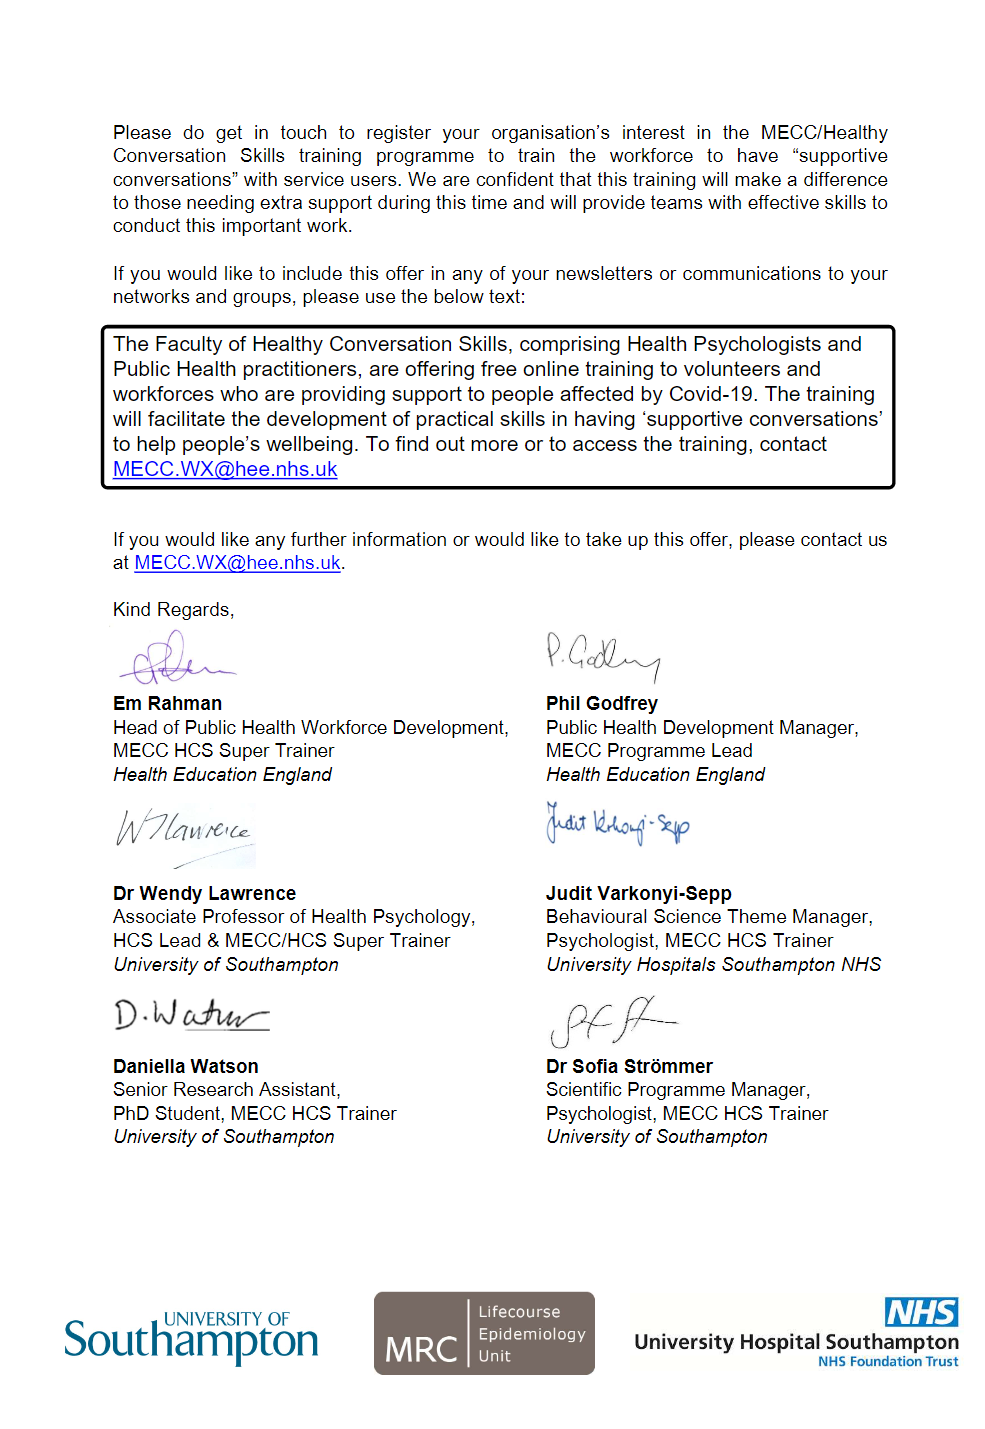 Please do get in touch to register your organisation’s interest in the MECC/Healthy
Conversation Skills training programme to train the workforce to have “supportive
conversations” with service users. We are confident that this training will make a difference
to those needing extra support during this time and will provide teams with effective skills to
conduct this important work.
If you would like to include this offer in any of your newsletters or communications to your
networks and groups, please use the below text:
The Faculty of Healthy Conversation Skills, comprising Health Psychologists and
Public Health practitioners, are offering free online training to volunteers and
workforces who are providing support to people affected by Covid-19. The training
will facilitate the development of practical skills in having ‘supportive conversations’
to help people’s wellbeing. To find out more or to access the training, contact
MECC.WX@hee.nhs.uk
If you would like any further information or would like to take up this offer, please contact us
at MECC.WX@hee.nhs.uk.
Kind Regards,
P. Godfrey
Em Rahman
Head of Public Health Workforce Development,
MECC HCS Super Trainer
Health Education England
Phil Godfrey
Public Health Development Manager,
MECC Programme Lead
Health Education England
W Lawrence
Judit Varkonyi-Sepp
Dr Wendy Lawrence
Associate Professor of Health Psychology,
HCS Lead & MECC/HCS Super Trainer
University of Southampton
Judit Varkonyi-Sepp
Behavioural Science Theme Manager,
Psychologist, MECC HCS Trainer
University Hospitals Southampton NHS
D. Watson
Daniella Watson
Senior Research Assistant,
PhD Student, MECC HCS Trainer
University of Southampton
Dr Sofia Strömmer
Scientific Programme Manager,
Psychologist, MECC HCS Trainer
University of Southampton
UNIVERSITY OF
Southampton
MRC
Lifecourse
Epidemiology
Unit
NHS
University Hospital Southampton
NHS Foundation Trust